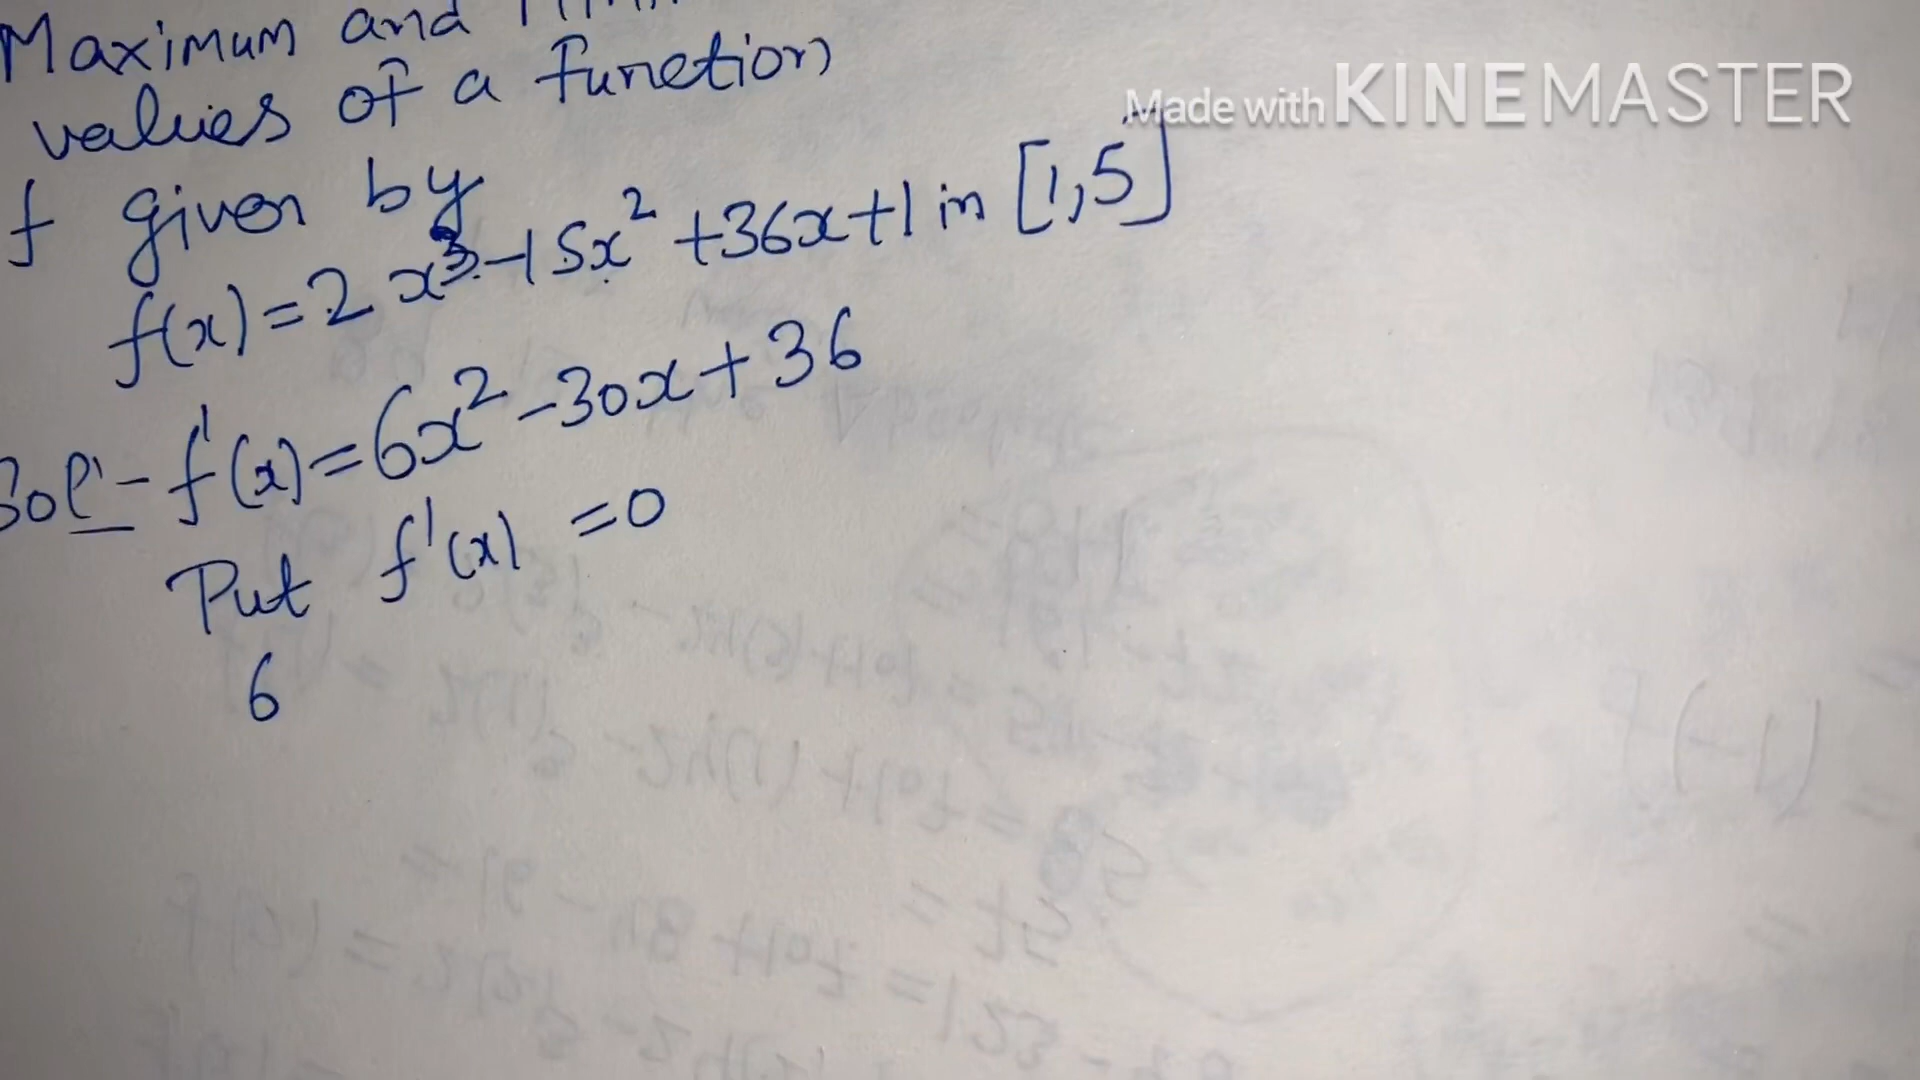 Maximum and
values of a function
f given by
f(x)=2x³-15x²+36x+1 in [1,5]
Sol- f'(x)=6x²-30x+36
Put f'(x) =0
6
Made with KINEMASTER